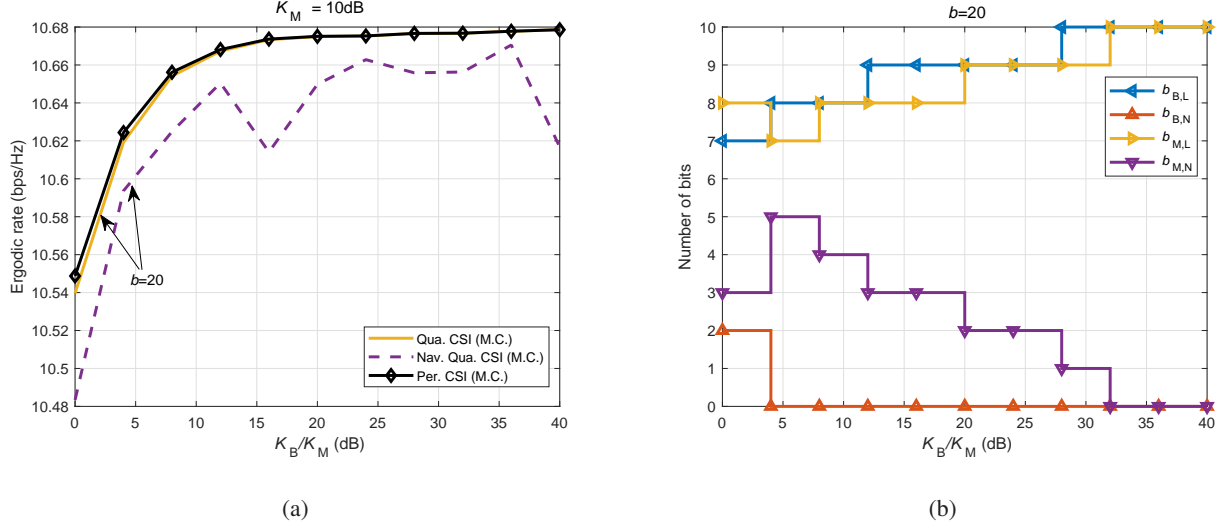 K_M = 10dB
Ergodic rate (bps/Hz)
10.68
10.66
10.64
10.62
10.6
10.58
10.56
10.54
10.52
10.5
10.48
b=20
Qua. CSI (M.C.)
Nav. Qua. CSI (M.C.)
Per. CSI (M.C.)
0 5 10 15 20 25 30 35 40
K_B/K_M (dB)
(a)
b=20
Number of bits
10
9
8
7
6
5
4
3
2
1
0
b_B,L
b_B,N
b_M,L
b_M,N
0 5 10 15 20 25 30 35 40
K_B/K_M (dB)
(b)